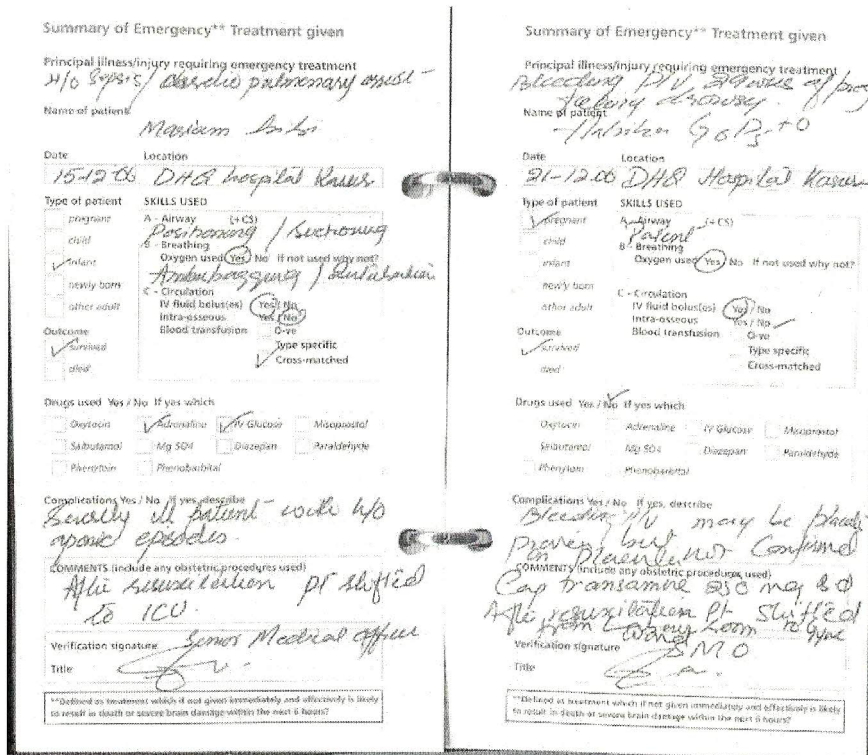 Summary of Emergency** Treatment given
Principal illness/injury requiring emergency treatment
H/o Sepsis / cardio pulmonary arrest
Name of patient
Mariam Bibi
Date Location
15-12-06 DHQ hospital Kasur
Type of patient SKILLS USED
pregnant A - Airway (+CS)
Positioning / Suctioning
child B - Breathing
Oxygen used Yes / No If not used why not?
infant
Ambubagging / intubation
newly born C - Circulation
other adult IV fluid bolus(es) Yes / No
Intra-osseous Yes / No
Outcome Blood transfusion O-ve
survived Type specific
died Cross-matched
Drugs used Yes / No If yes which
Oxytocin Adrenaline IV Glucose Misoprostol
Salbutamol Mg SO4 Diazepan Paraldehyde
Phenytoin Phenobarbital
Complications Yes / No If yes, describe
Severely ill patient with h/o
apneic episodes
COMMENTS (include any obstetric procedures used)
After resuscitation pt shifted
to ICU.
Verification signature Senior Medical officer
Title
**Defined as treatment which if not given immediately and effectively is likely
to result in death or severe brain damage within the next 6 hours?
Summary of Emergency** Treatment given
Principal illness/injury requiring emergency treatment
Bleeding P/V
Name of patient
Date Location
21-12-06 DHQ Hospital Kasur
Type of patient SKILLS USED
pregnant A - Airway (+CS)
Patent
child B - Breathing
Oxygen used Yes / No If not used why not?
infant
newly born C - Circulation
other adult IV fluid bolus(es) Yes / No
Intra-osseous Yes / No
Outcome Blood transfusion O-ve
survived Type specific
died Cross-matched
Drugs used Yes / No If yes which
Oxytocin Adrenaline IV Glucose Misoprostol
Salbutamol Mg SO4 Diazepan Paraldehyde
Phenytoin Phenobarbital
Complications Yes / No If yes, describe
Bleeding P/V may be
but not Confirmed
COMMENTS (include any obstetric procedures used)
Cap transamine 250 mg
After resuscitation Pt shifted
from room to Gynae
ward
Verification signature SMO
Title
**Defined as treatment which if not given immediately and effectively is likely
to result in death or severe brain damage within the next 6 hours?